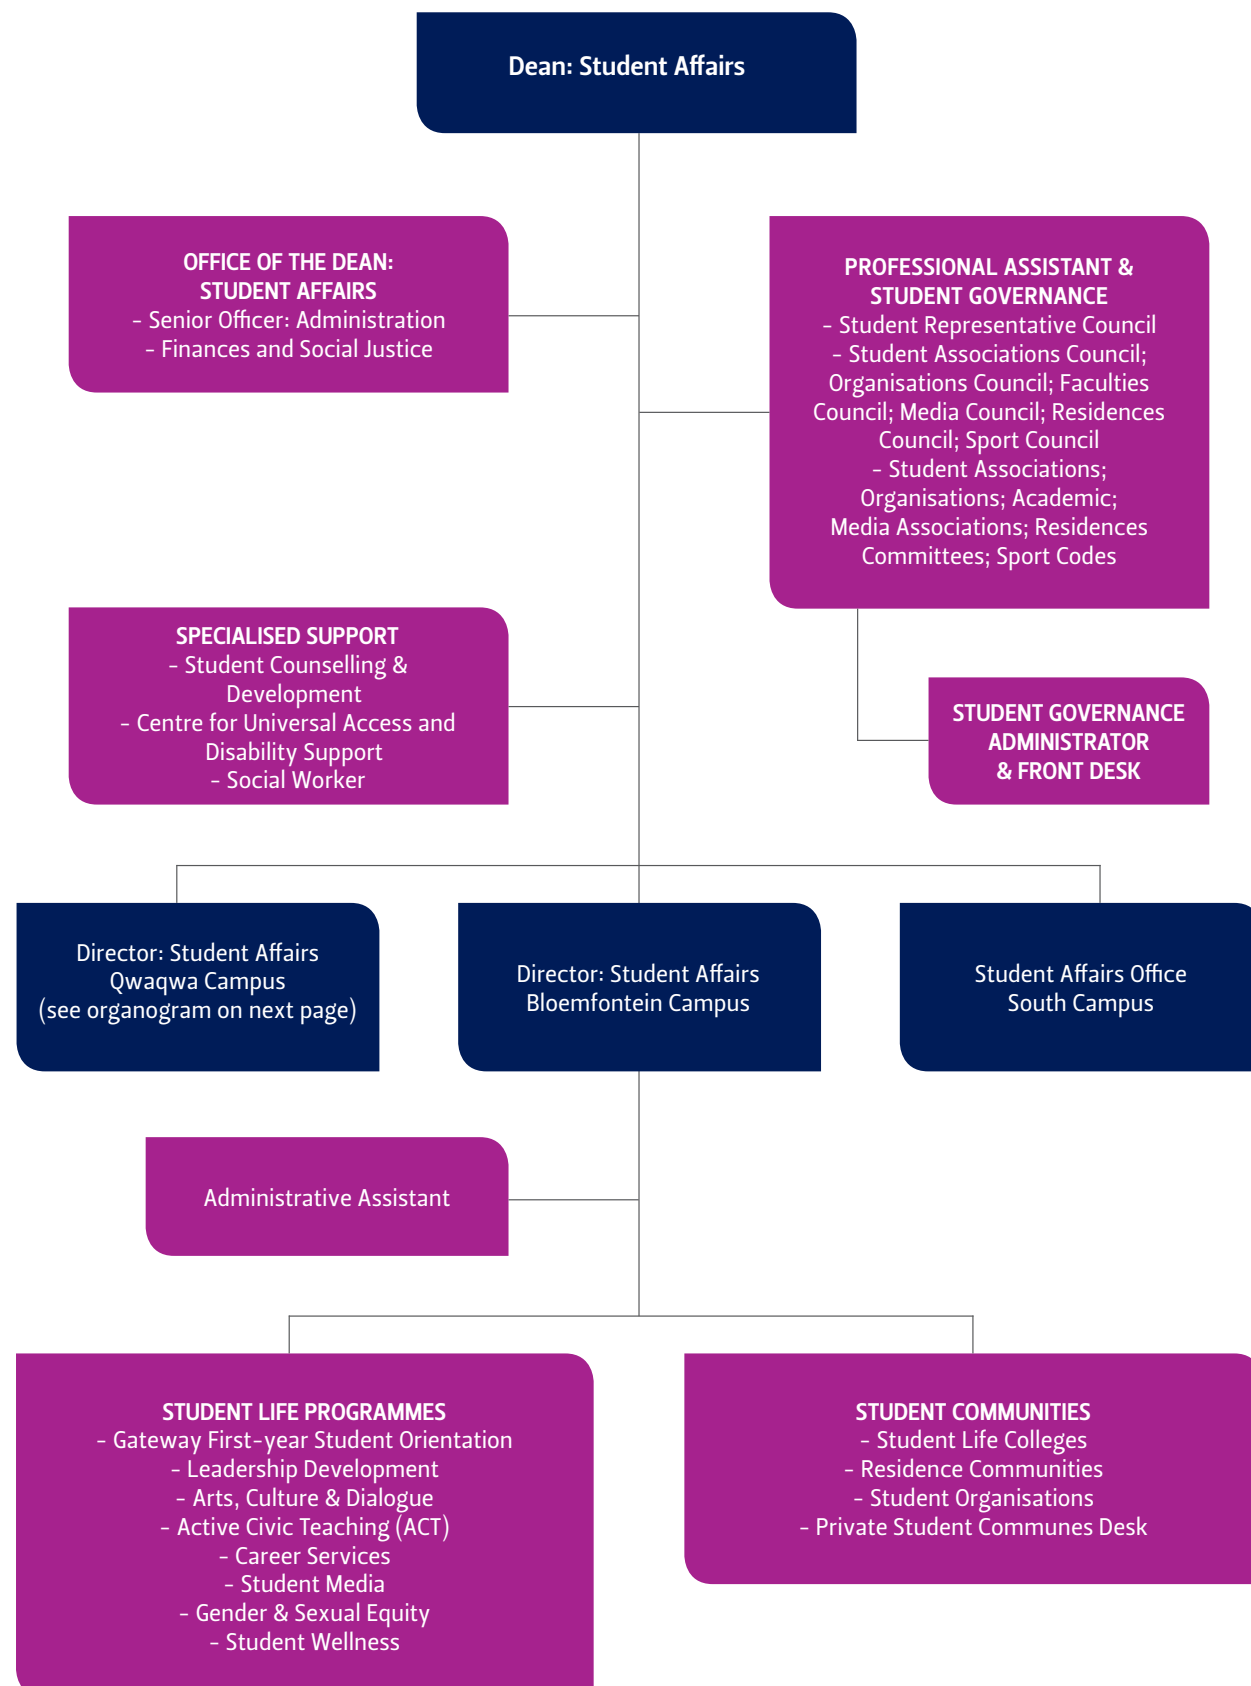 Dean: Student Affairs
OFFICE OF THE DEAN:
STUDENT AFFAIRS
- Senior Officer: Administration
- Finances and Social Justice
PROFESSIONAL ASSISTANT &
STUDENT GOVERNANCE
- Student Representative Council
- Student Associations Council;
Organisations Council; Faculties
Council; Media Council; Residences
Council; Sport Council
- Student Associations;
Organisations; Academic;
Media Associations; Residences
Committees; Sport Codes
SPECIALISED SUPPORT
- Student Counselling &
Development
- Centre for Universal Access and
Disability Support
- Social Worker
STUDENT GOVERNANCE
ADMINISTRATOR
& FRONT DESK
Director: Student Affairs
Qwaqwa Campus
(see organogram on next page)
Director: Student Affairs
Bloemfontein Campus
Student Affairs Office
South Campus
Administrative Assistant
STUDENT LIFE PROGRAMMES
- Gateway First-year Student Orientation
- Leadership Development
- Arts, Culture & Dialogue
- Active Civic Teaching (ACT)
- Career Services
- Student Media
- Gender & Sexual Equity
- Student Wellness
STUDENT COMMUNITIES
- Student Life Colleges
- Residence Communities
- Student Organisations
- Private Student Communes Desk